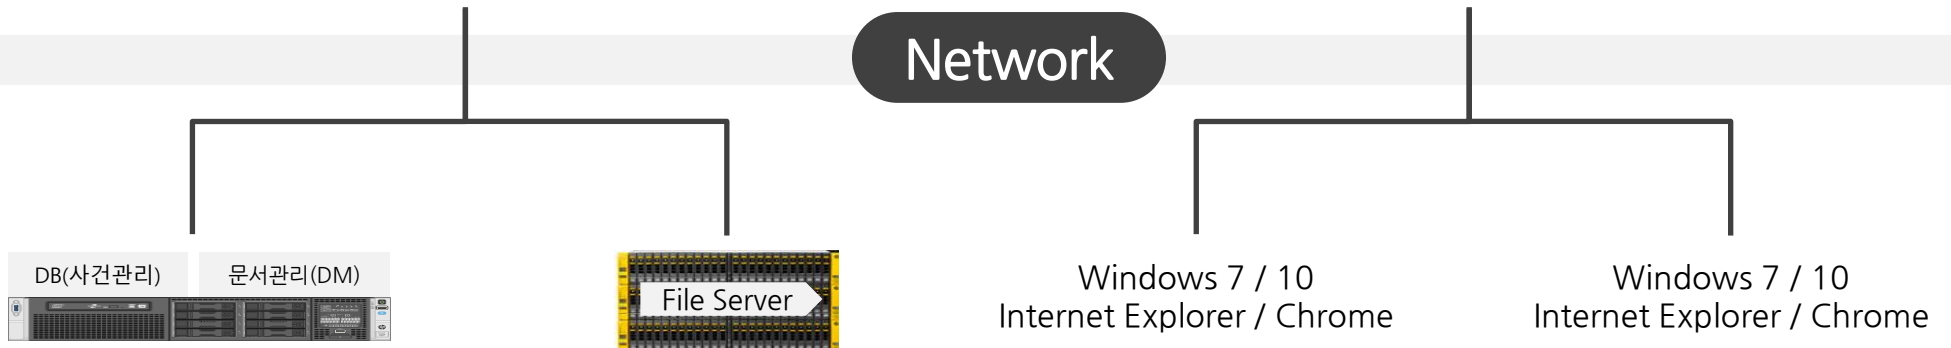 Network
DB(사건관리)
문서관리(DM)
File Server
Windows 7 / 10
Internet Explorer / Chrome
Windows 7 / 10
Internet Explorer / Chrome